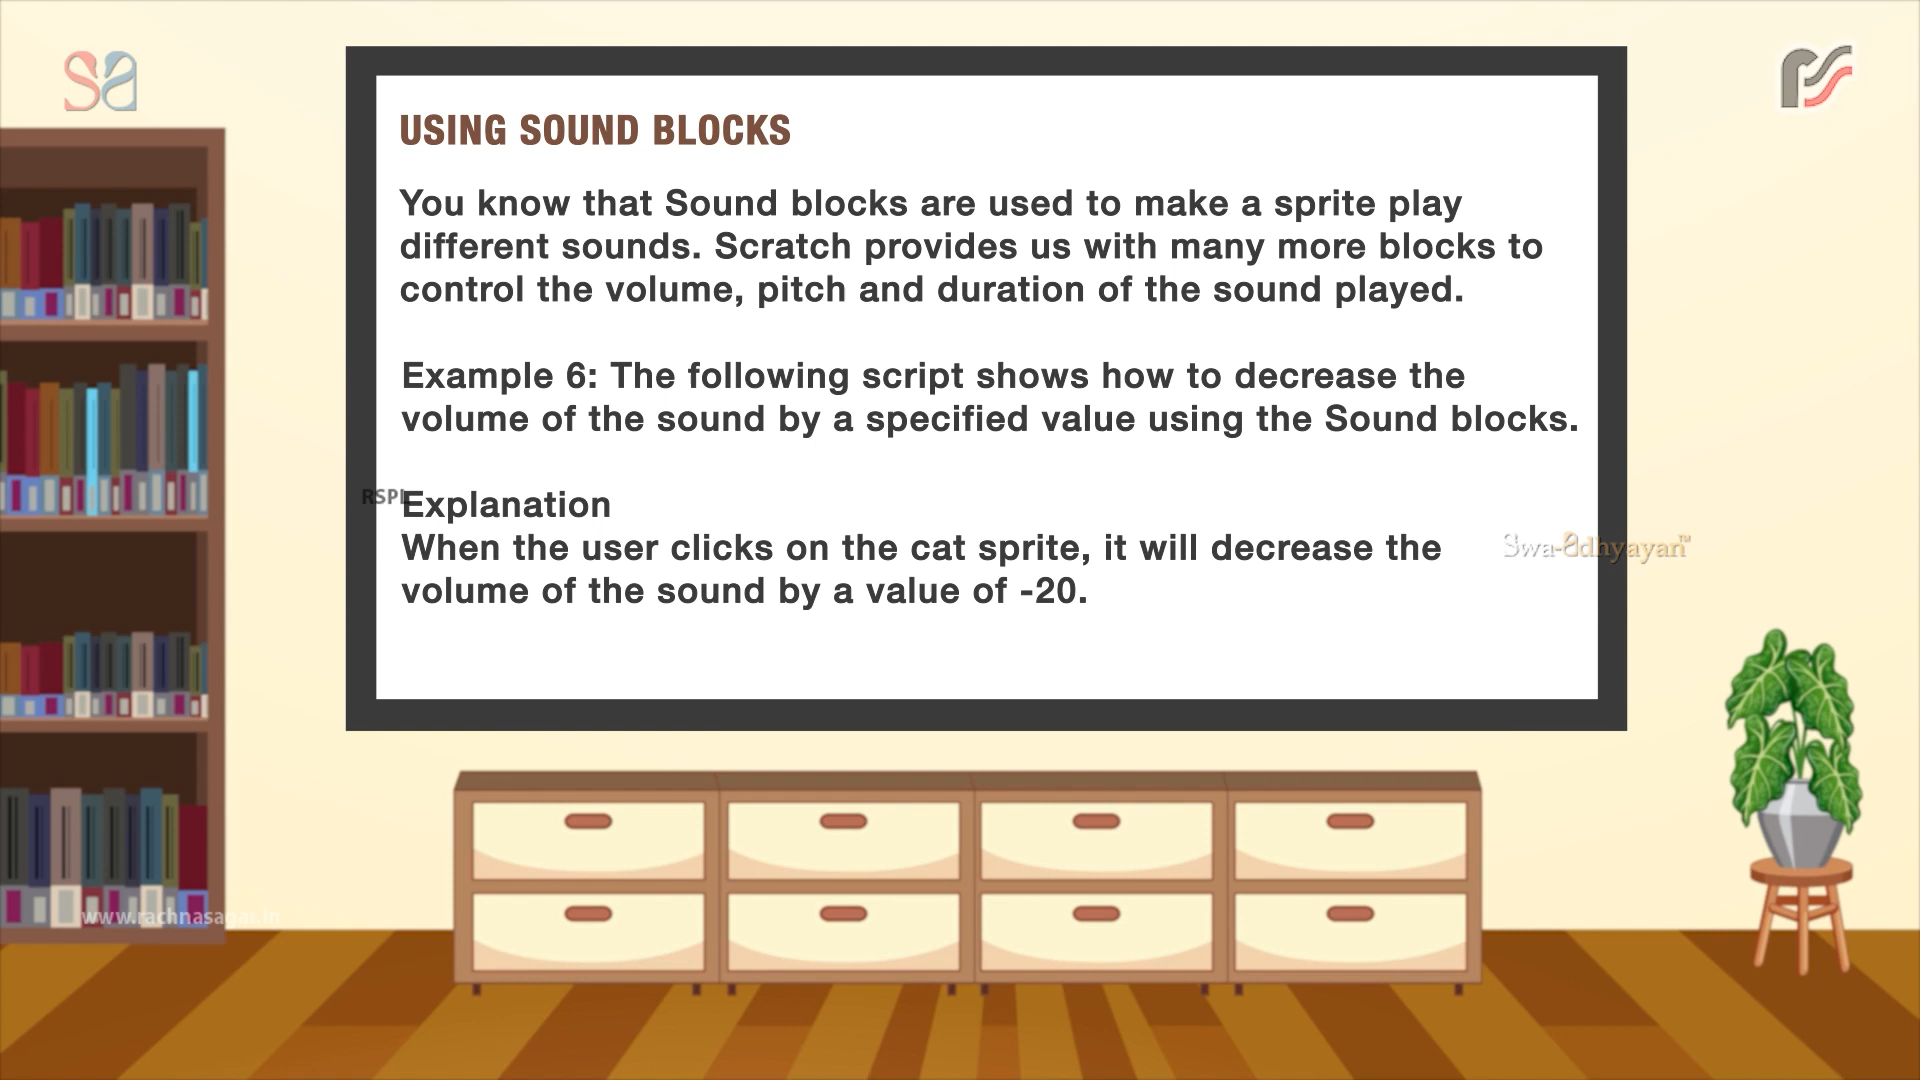 sa
rs
USING SOUND BLOCKS
You know that Sound blocks are used to make a sprite play
different sounds. Scratch provides us with many more blocks to
control the volume, pitch and duration of the sound played.
Example 6: The following script shows how to decrease the
volume of the sound by a specified value using the Sound blocks.
RSPL
Explanation
When the user clicks on the cat sprite, it will decrease the
volume of the sound by a value of -20.
Swa-adhyayan™
www.rachnasagar.in